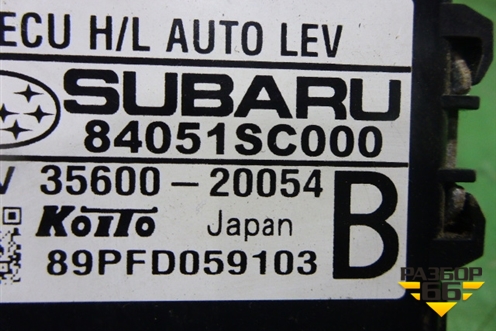 ECU H/L AUTO LEV
SUBARU
84051SC000
V 35600-20054
B
KOITO Japan
89PFD059103
РАЗБОР
66